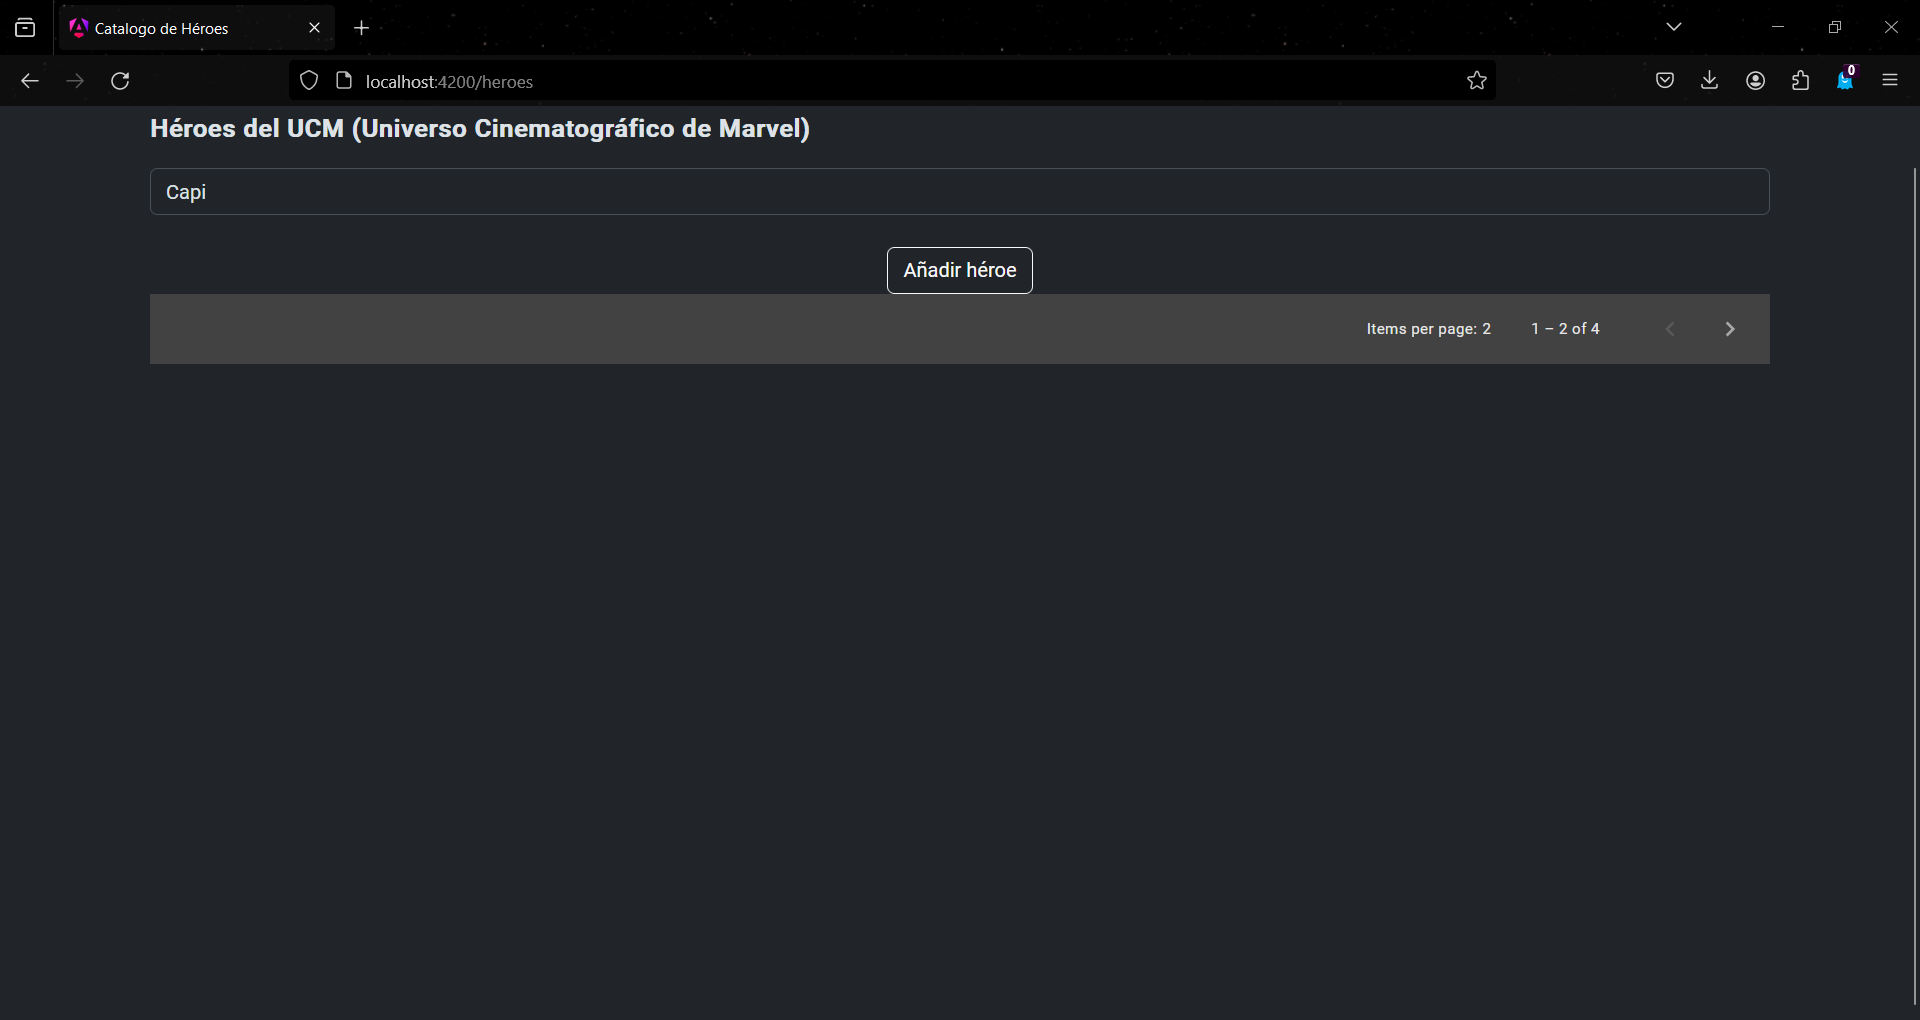 Catalogo de Héroes
localhost:4200/heroes
0
Héroes del UCM (Universo Cinematográfico de Marvel)
Capi
Añadir héroe
Items per page: 2 1 – 2 of 4